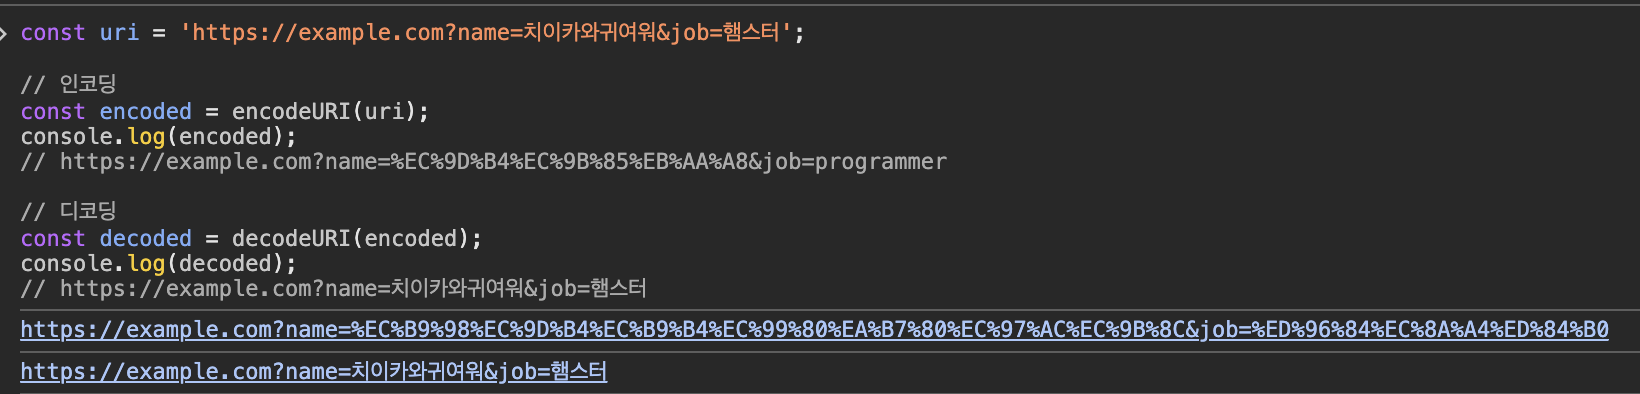 const uri = 'https://example.com?name=치이카와귀여워&job=햄스터';
// 인코딩
const encoded = encodeURI(uri);
console.log(encoded);
// https://example.com?name=%EC%9D%B4%EC%9B%85%EB%AA%A8&job=programmer
// 디코딩
const decoded = decodeURI(encoded);
console.log(decoded);
// https://example.com?name=치이카와귀여워&job=햄스터
https://example.com?name=%EC%B9%98%EC%9D%B4%EC%B9%B4%EC%99%80%EA%B7%80%EC%97%AC%EC%9B%8C&job=%ED%96%84%EC%8A%A4%ED%84%B0
https://example.com?name=치이카와귀여워&job=햄스터